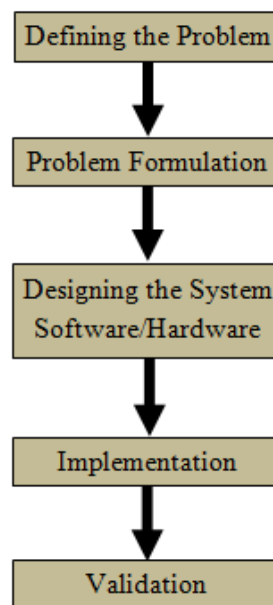 Defining the Problem
Problem Formulation
Designing the System
Software/Hardware
Implementation
Validation